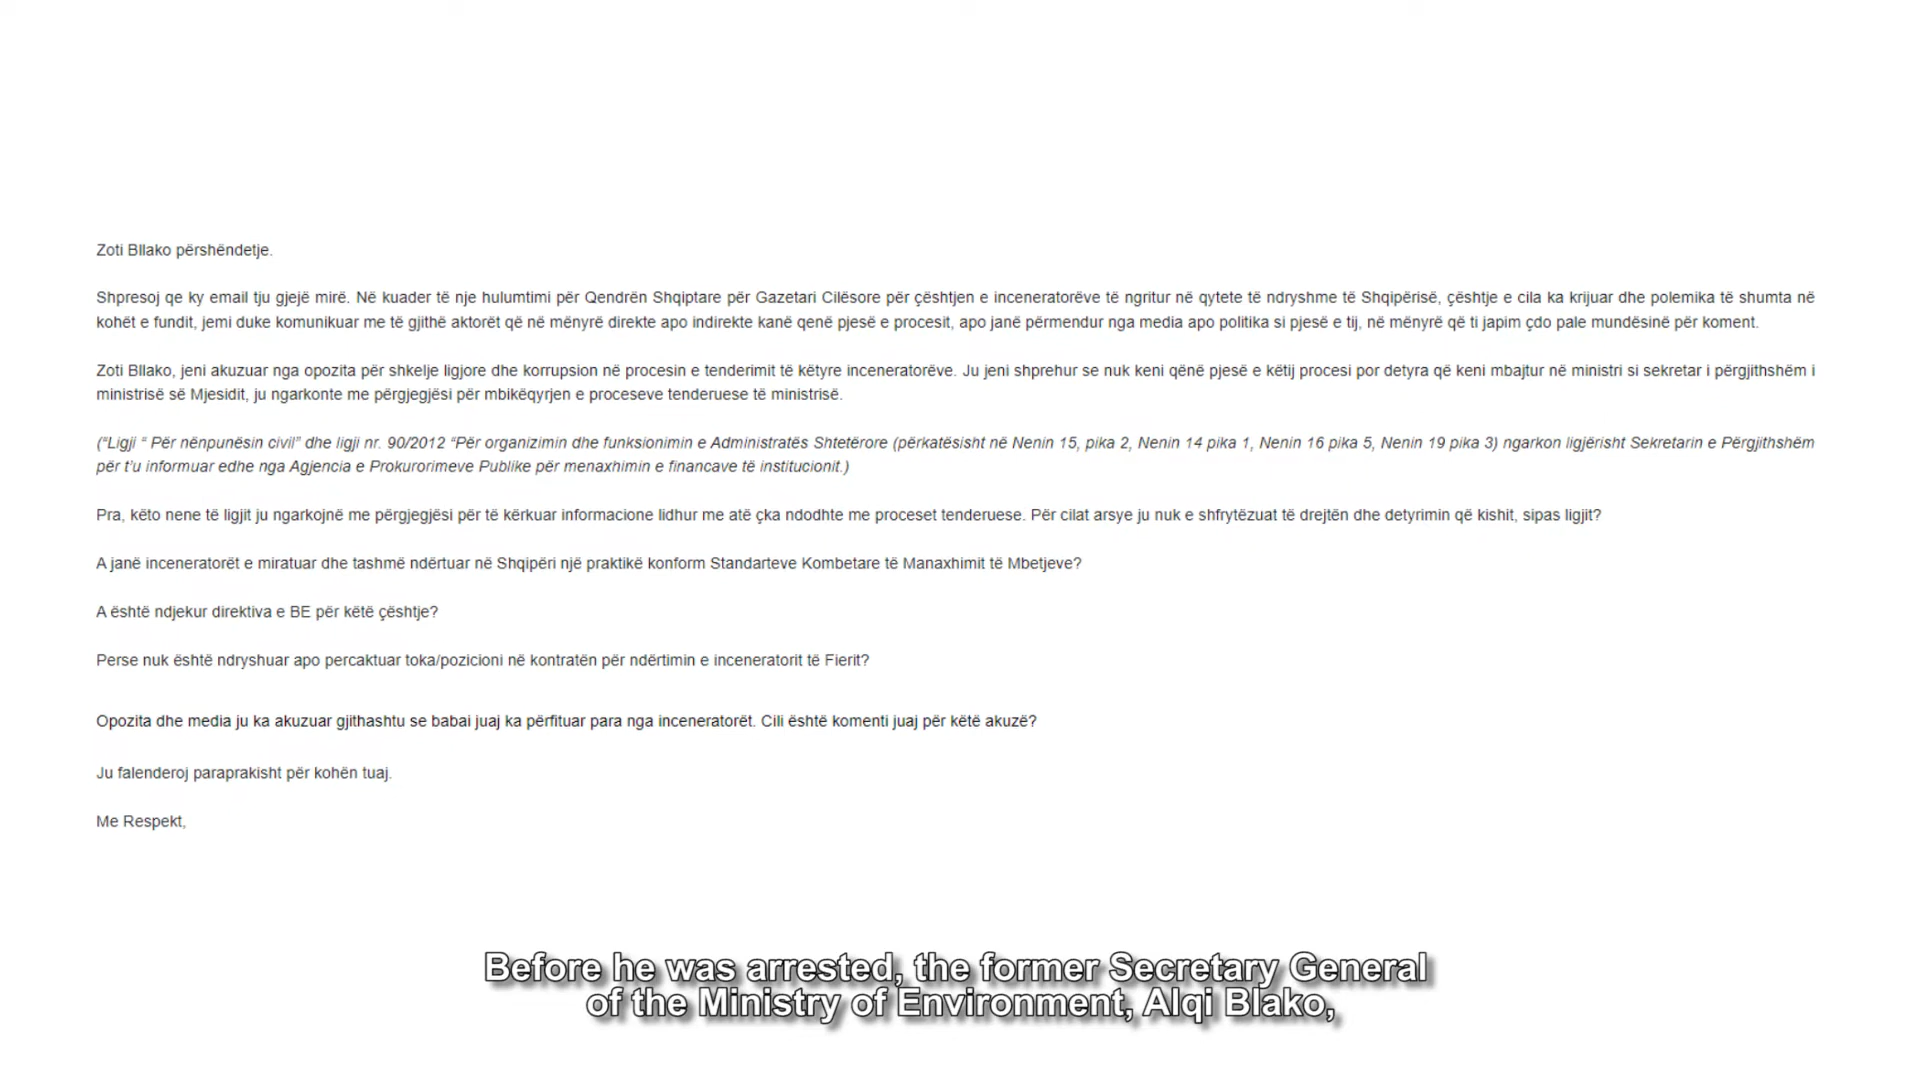 Zoti Bllako përshëndetje.
Shpresoj qe ky email tju gjejë mirë. Në kuader të nje hulumtimi për Qendrën Shqiptare për Gazetari Cilësore për çështjen e inceneratorëve të ngritur në qytete të ndryshme të Shqipërisë, çështje e cila ka krijuar dhe polemika të shumta në
kohët e fundit, jemi duke komunikuar me të gjithë aktorët që në mënyrë direkte apo indirekte kanë qenë pjesë e procesit, apo janë përmendur nga media apo politika si pjesë e tij, në mënyrë që ti japim çdo pale mundësinë për koment.
Zoti Bllako, jeni akuzuar nga opozita për shkelje ligjore dhe korrupsion në procesin e tenderimit të këtyre inceneratorëve. Ju jeni shprehur se nuk keni qënë pjesë e këtij procesi por detyra që keni mbajtur në ministri si sekretar i përgjithshëm i
ministrisë së Mjesidit, ju ngarkonte me përgjegjësi për mbikëqyrjen e proceseve tenderuese të ministrisë.
(“Ligji “ Për nënpunësin civil” dhe ligji nr. 90/2012 “Për organizimin dhe funksionimin e Administratës Shtetërore (përkatësisht në Nenin 15, pika 2, Nenin 14 pika 1, Nenin 16 pika 5, Nenin 19 pika 3) ngarkon ligjërisht Sekretarin e Përgjithshëm
për t’u informuar edhe nga Agjencia e Prokurorimeve Publike për menaxhimin e financave të institucionit.)
Pra, këto nene të ligjit ju ngarkojnë me përgjegjësi për të kërkuar informacione lidhur me atë çka ndodhte me proceset tenderuese. Për cilat arsye ju nuk e shfrytëzuat të drejtën dhe detyrimin që kishit, sipas ligjit?
A janë inceneratorët e miratuar dhe tashmë ndërtuar në Shqipëri një praktikë konform Standarteve Kombetare të Manaxhimit të Mbetjeve?
A është ndjekur direktiva e BE për këtë çështje?
Perse nuk është ndryshuar apo percaktuar toka/pozicioni në kontratën për ndërtimin e inceneratorit të Fierit?
Opozita dhe media ju ka akuzuar gjithashtu se babai juaj ka përfituar para nga inceneratorët. Cili është komenti juaj për këtë akuzë?
Ju falenderoj paraprakisht për kohën tuaj.
Me Respekt,
Before he was arrested, the former Secretary General
of the Ministry of Environment, Alqi Blako,